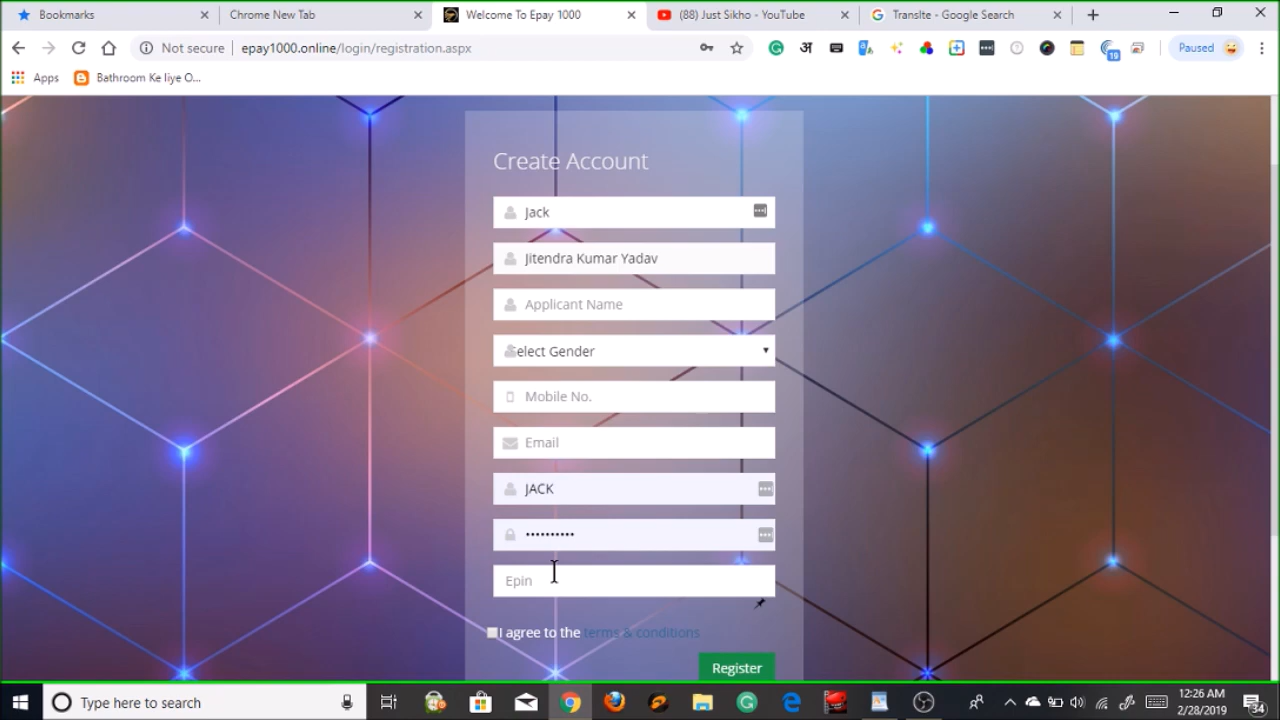 Bookmarks
Chrome New Tab
Welcome To Epay 1000
(88) Just Sikho - YouTube
Translte - Google Search
Not secure
epay1000.online/login/registration.aspx
अ
19
Paused
Apps
Bathroom Ke liye O...
Create Account
Jack
Jitendra Kumar Yadav
Applicant Name
Select Gender
Mobile No.
Email
JACK
••••••••••
Epin
I agree to the terms & conditions
Register
Type here to search
12:26 AM
2/28/2019
34